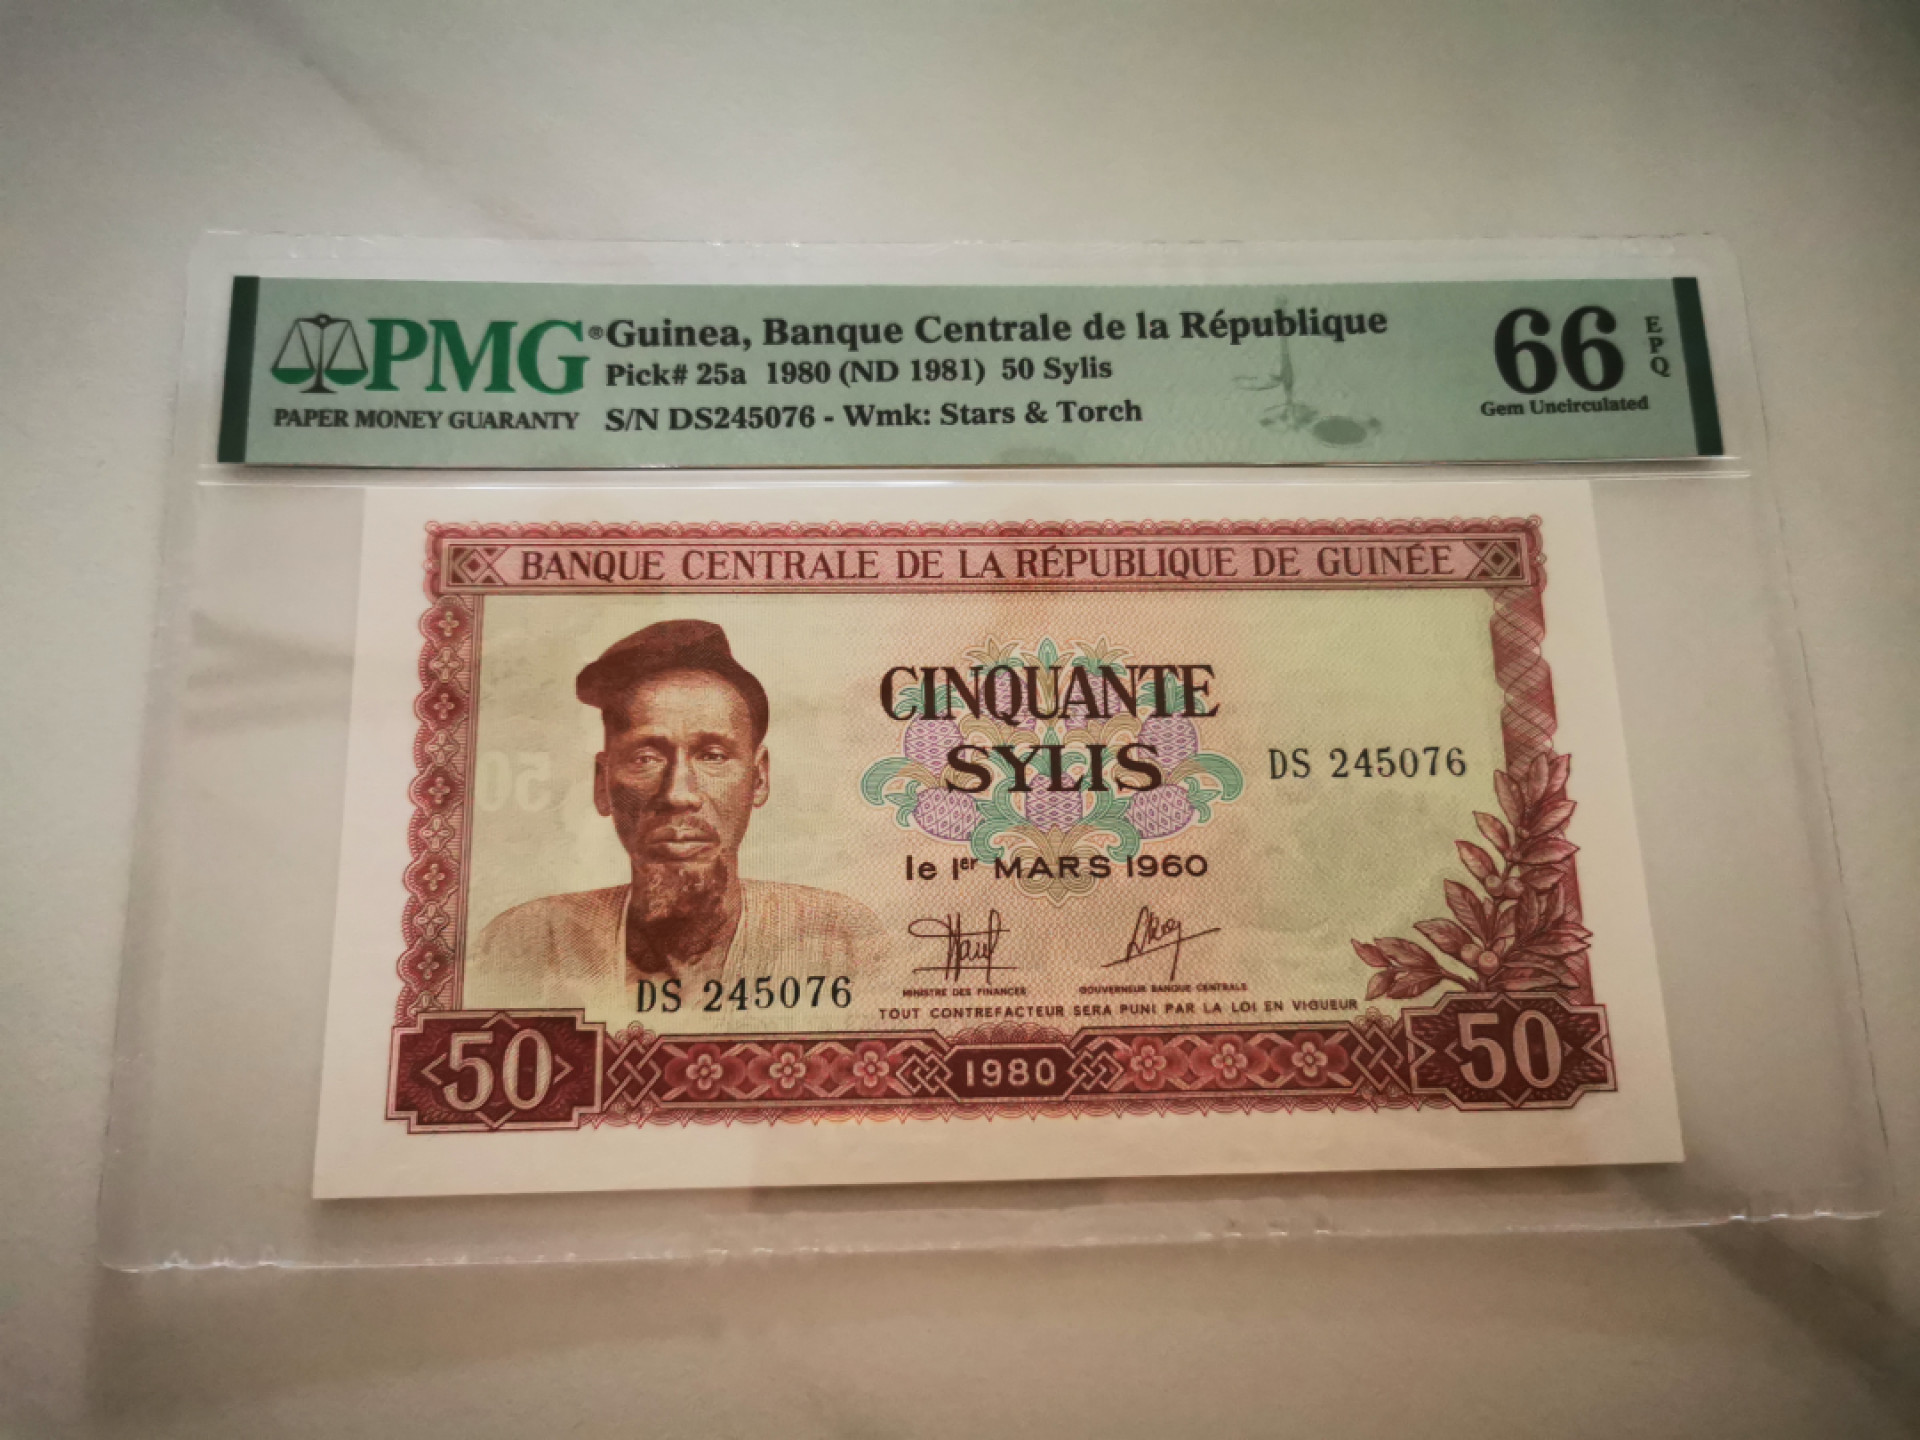 PMG®
PAPER MONEY GUARANTY
Guinea, Banque Centrale de la République
Pick# 25a 1980 (ND 1981) 50 Sylis
S/N DS245076 - Wmk: Stars & Torch
66
EPQ
Gem Uncirculated
BANQUE CENTRALE DE LA RÉPUBLIQUE DE GUINÉE
CINQUANTE
SYLIS
50
DS 245076
le 1er MARS 1960
DS 245076
MINISTRE DES FINANCES
GOUVERNEUR BANQUE CENTRALE
TOUT CONTREFACTEUR SERA PUNI PAR LA LOI EN VIGUEUR
50
1980
50